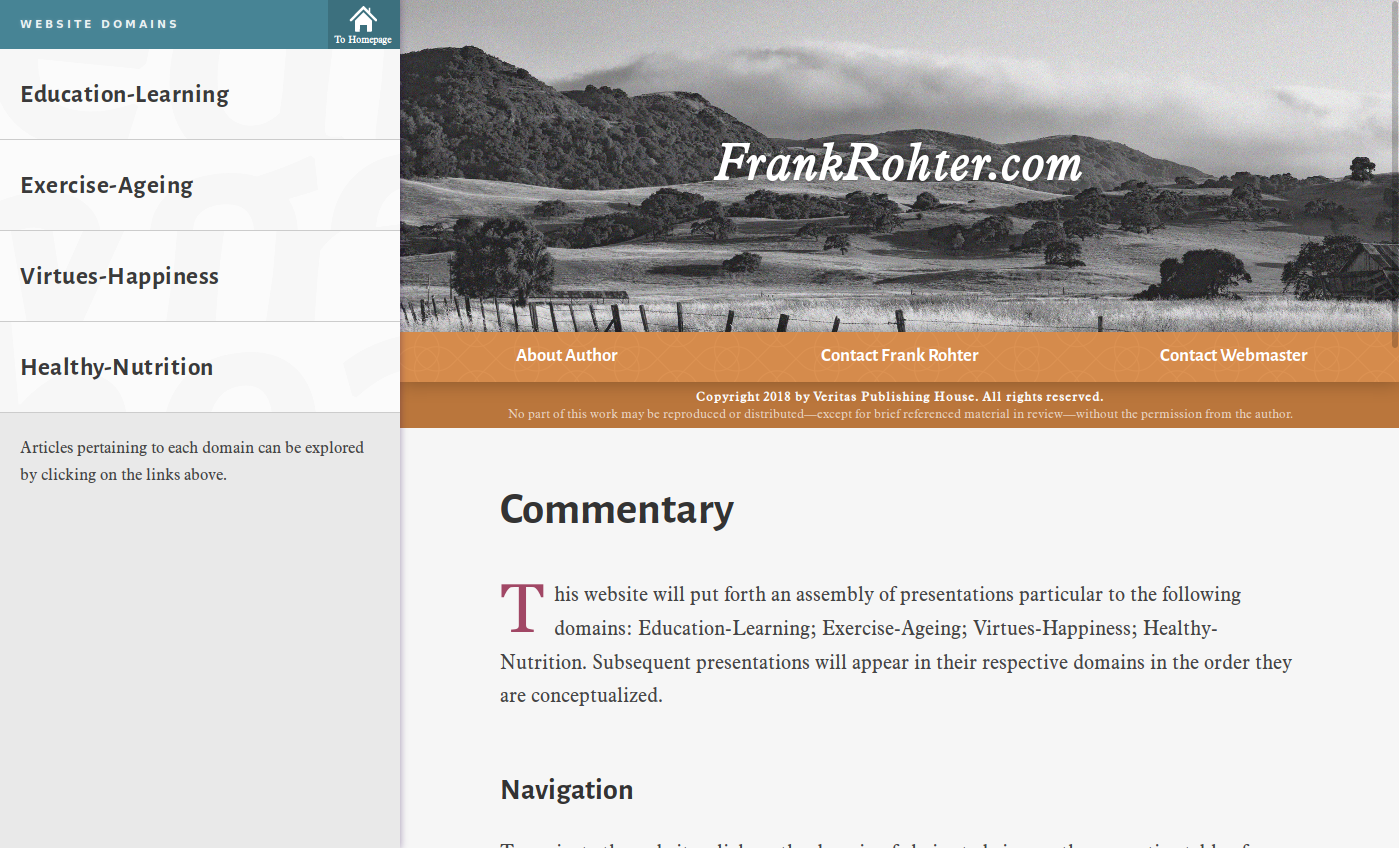 WEBSITE DOMAINS
To Homepage
Education-Learning
Exercise-Ageing
Virtues-Happiness
Healthy-Nutrition
Articles pertaining to each domain can be explored
by clicking on the links above.
FrankRohter.com
About Author
Contact Frank Rohter
Contact Webmaster
Copyright 2018 by Veritas Publishing House. All rights reserved.
No part of this work may be reproduced or distributed—except for brief referenced material in review—without the permission from the author.
Commentary
This website will put forth an assembly of presentations particular to the following
domains: Education-Learning; Exercise-Ageing; Virtues-Happiness; Healthy-
Nutrition. Subsequent presentations will appear in their respective domains in the order they
are conceptualized.
Navigation